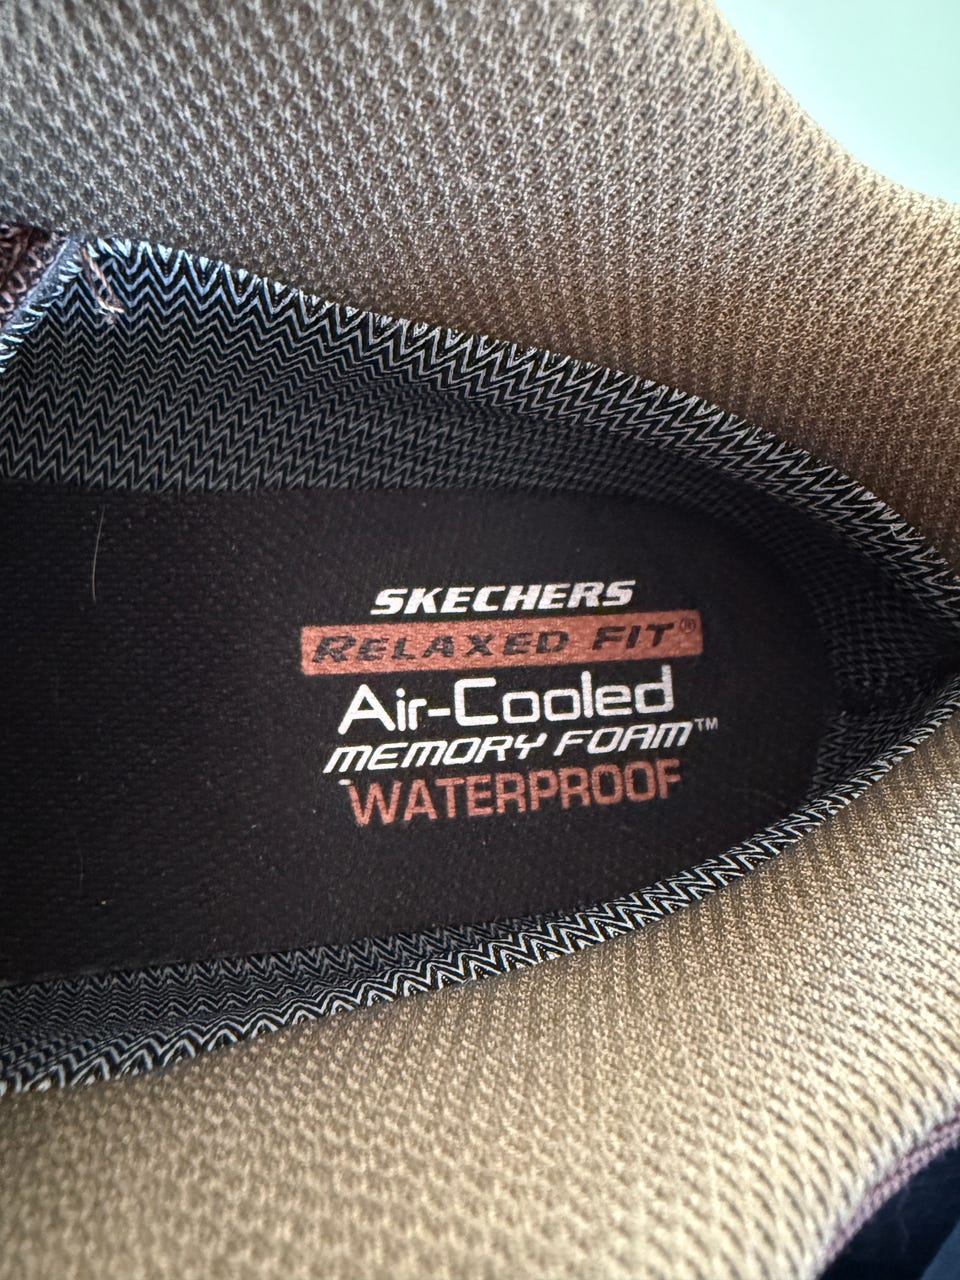 SKECHERS
RELAXED FIT®
Air-Cooled
MEMORY FOAM™
WATERPROOF